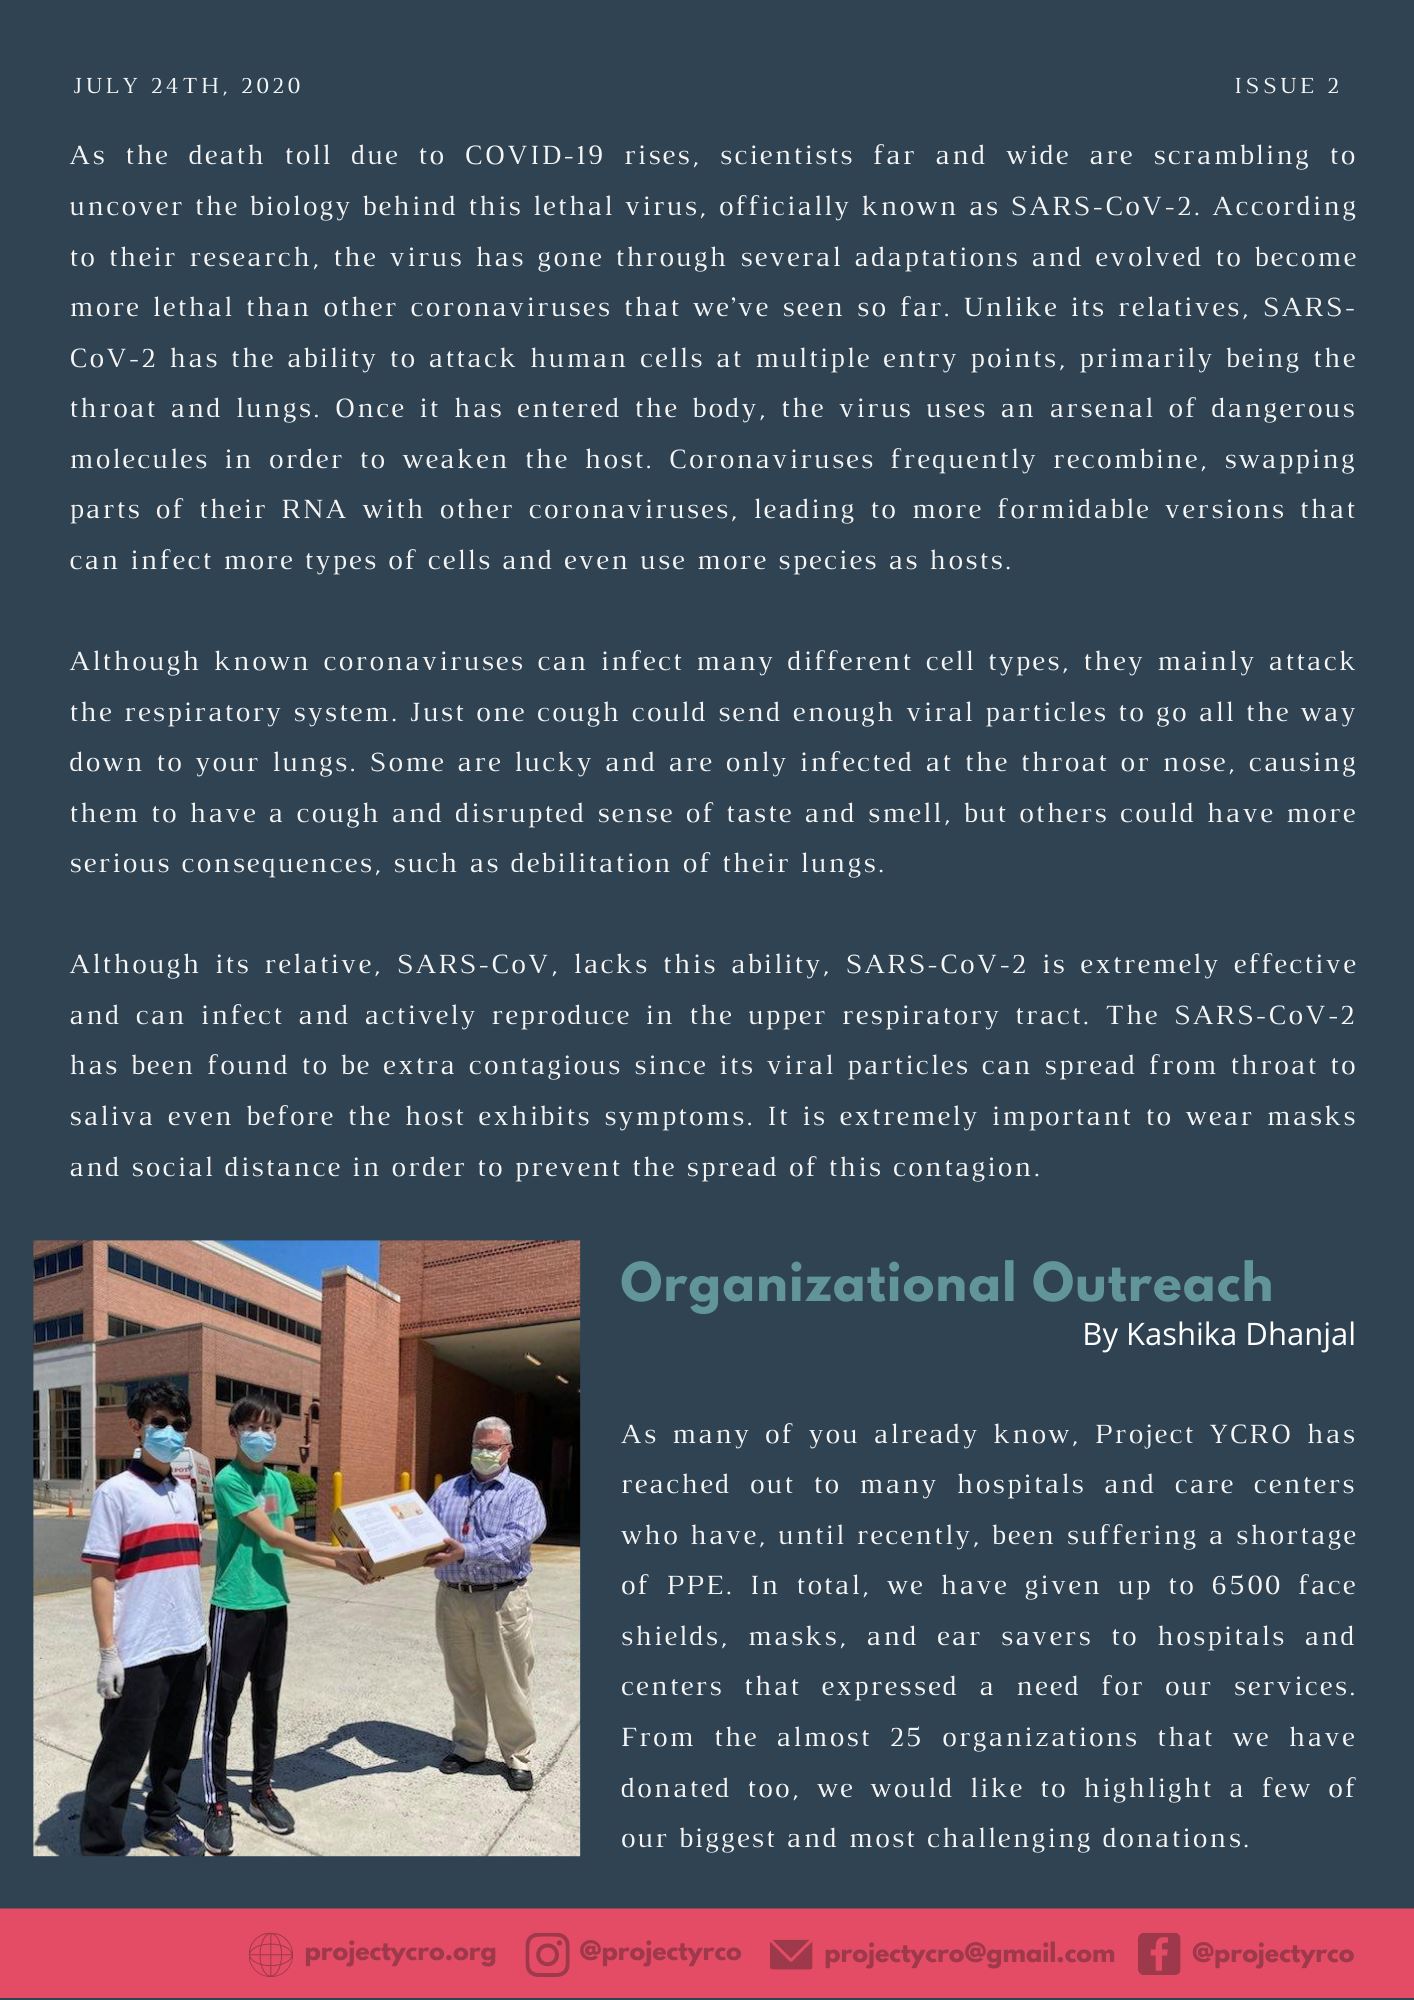 JULY 24TH, 2020
ISSUE 2
As the death toll due to COVID-19 rises, scientists far and wide are scrambling to
uncover the biology behind this lethal virus, officially known as SARS-CoV-2. According
to their research, the virus has gone through several adaptations and evolved to become
more lethal than other coronaviruses that we’ve seen so far. Unlike its relatives, SARS-
CoV-2 has the ability to attack human cells at multiple entry points, primarily being the
throat and lungs. Once it has entered the body, the virus uses an arsenal of dangerous
molecules in order to weaken the host. Coronaviruses frequently recombine, swapping
parts of their RNA with other coronaviruses, leading to more formidable versions that
can infect more types of cells and even use more species as hosts.
Although known coronaviruses can infect many different cell types, they mainly attack
the respiratory system. Just one cough could send enough viral particles to go all the way
down to your lungs. Some are lucky and are only infected at the throat or nose, causing
them to have a cough and disrupted sense of taste and smell, but others could have more
serious consequences, such as debilitation of their lungs.
Although its relative, SARS-CoV, lacks this ability, SARS-CoV-2 is extremely effective
and can infect and actively reproduce in the upper respiratory tract. The SARS-CoV-2
has been found to be extra contagious since its viral particles can spread from throat to
saliva even before the host exhibits symptoms. It is extremely important to wear masks
and social distance in order to prevent the spread of this contagion.
Organizational Outreach
By Kashika Dhanjal
As many of you already know, Project YCRO has
reached out to many hospitals and care centers
who have, until recently, been suffering a shortage
of PPE. In total, we have given up to 6500 face
shields, masks, and ear savers to hospitals and
centers that expressed a need for our services.
From the almost 25 organizations that we have
donated too, we would like to highlight a few of
our biggest and most challenging donations.
projectycro.org
@projectyrco
projectycro@gmail.com
@projectyrco